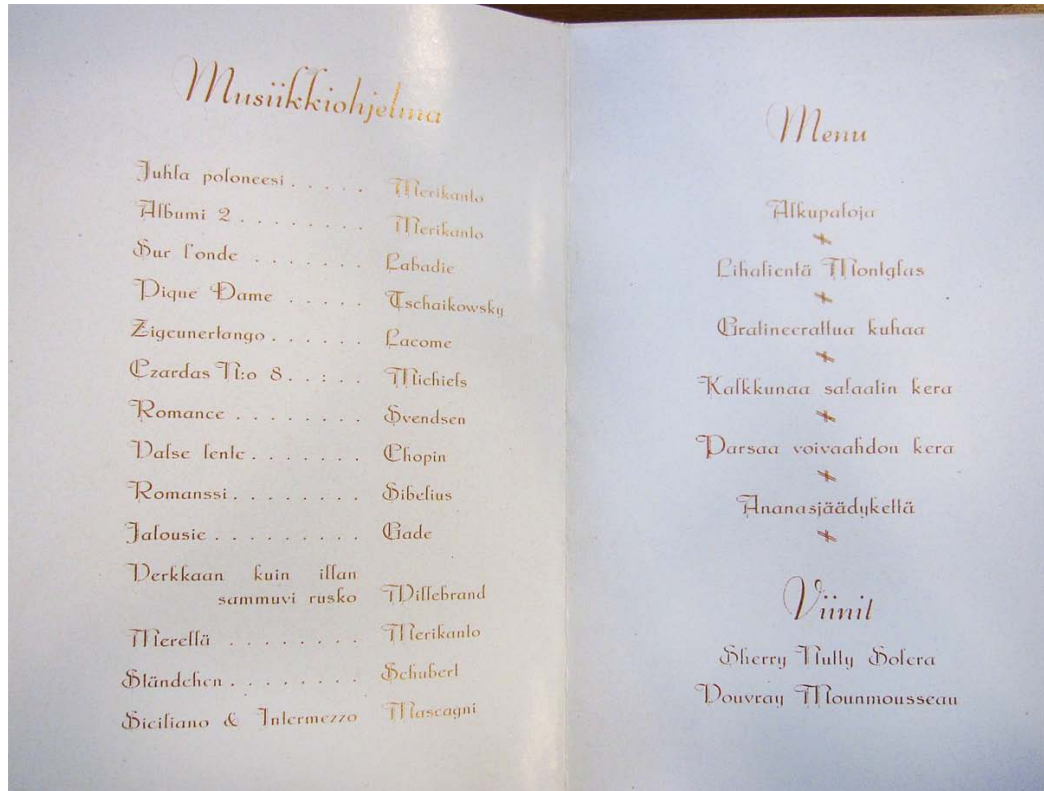 Musiikkiohjelma
Juhla poloneesi . . . . . Merikanto
Albumi 2 . . . . . . . . Merikanto
Sur l'onde . . . . . . . Labadie
Pique Dame . . . . . Tschaikowsky
Zigeunertango . . . . . . Lacome
Czardas N:o 8 . . : . . Michiels
Romance . . . . . . . . Svendsen
Valse lente . . . . . . . Chopin
Romanssi . . . . . . . . Sibelius
Jalousie . . . . . . . . . Gade
Verkkaan kuin illan
sammuvi rusko Willebrand
Merellä . . . . . . . . Merikanto
Ständchen . . . . . . . . Schubert
Siciliano & Intermezzo Mascagni
Menu
Alkupaloja
Lihalientä Montglas
Gratineerattua kuhaa
Kalkkunaa salaatin kera
Parsaa voivaahdon kera
Ananasjäädykettä
Viinit
Sherry Nutty Solera
Vouvray Mounmousseau